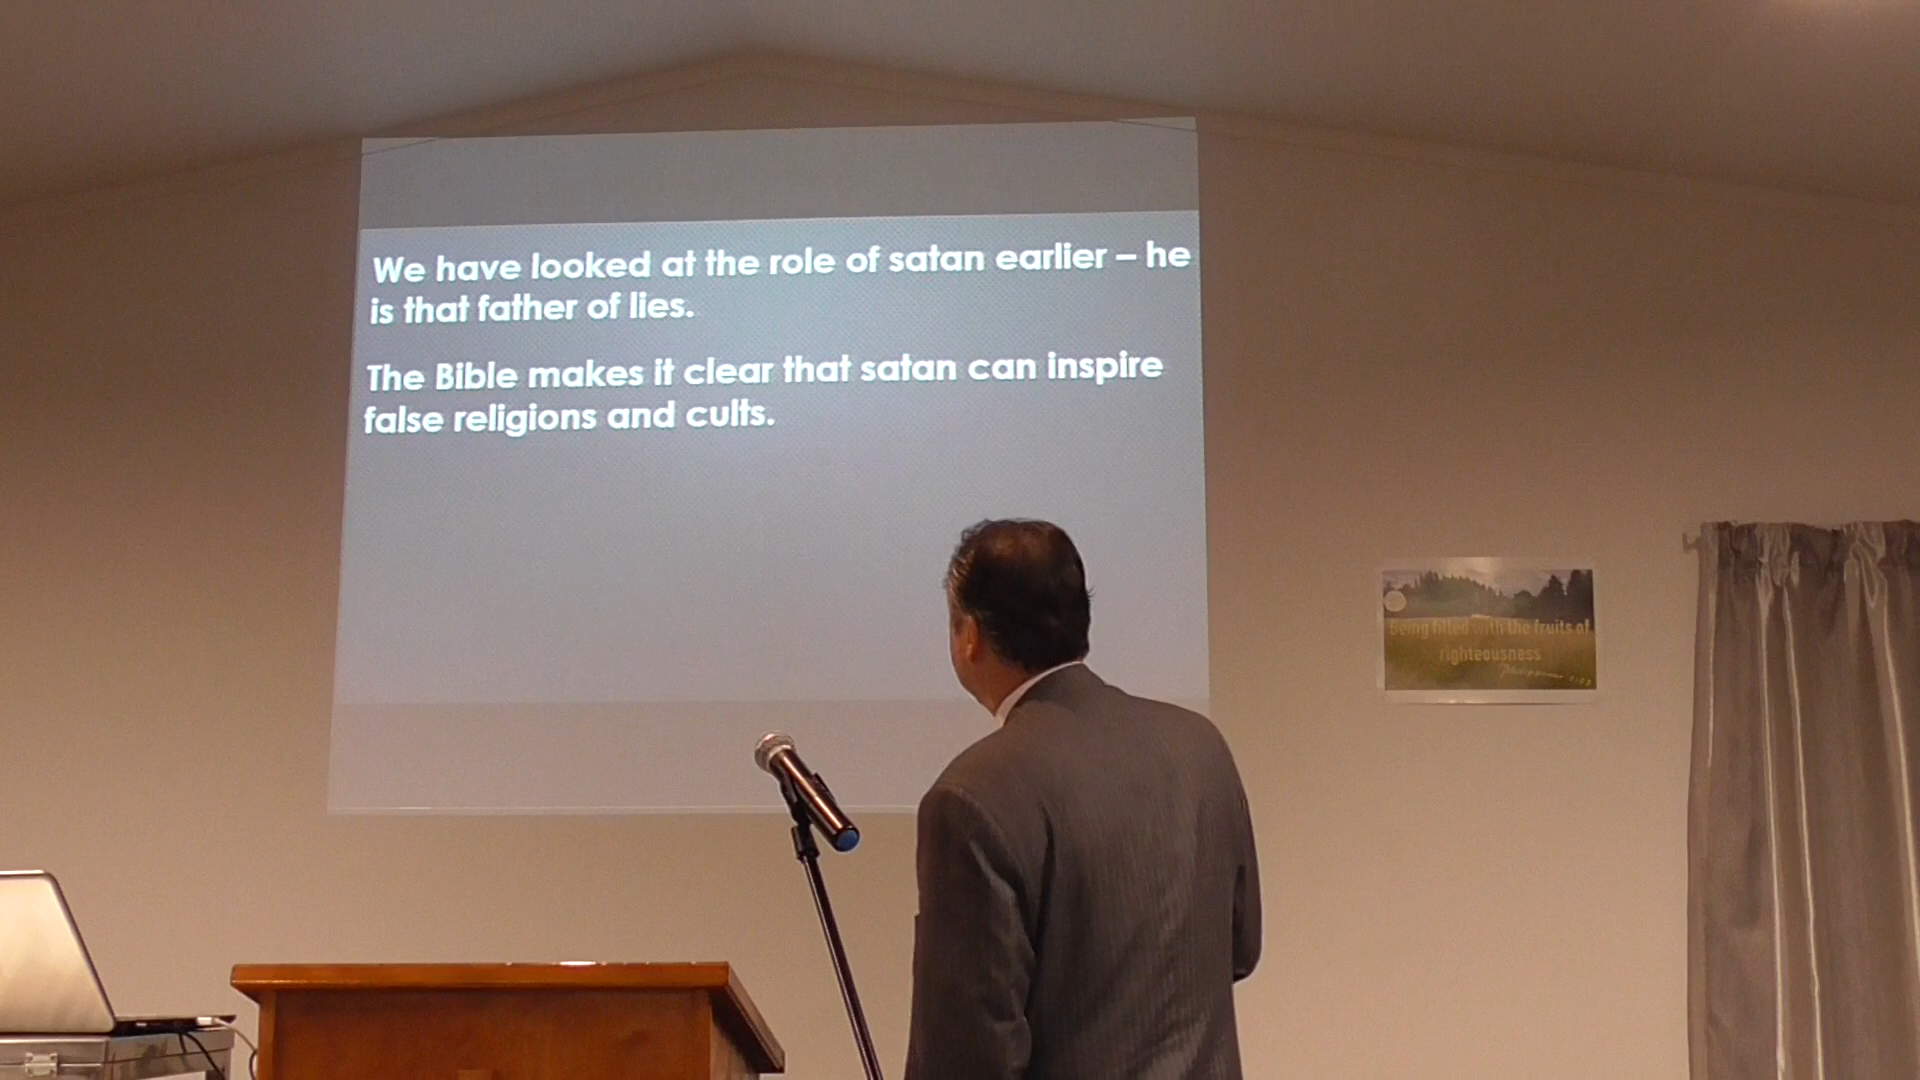 We have looked at the role of satan earlier – he
is that father of lies.
The Bible makes it clear that satan can inspire
false religions and cults.
Being filled with the fruits of
righteousness